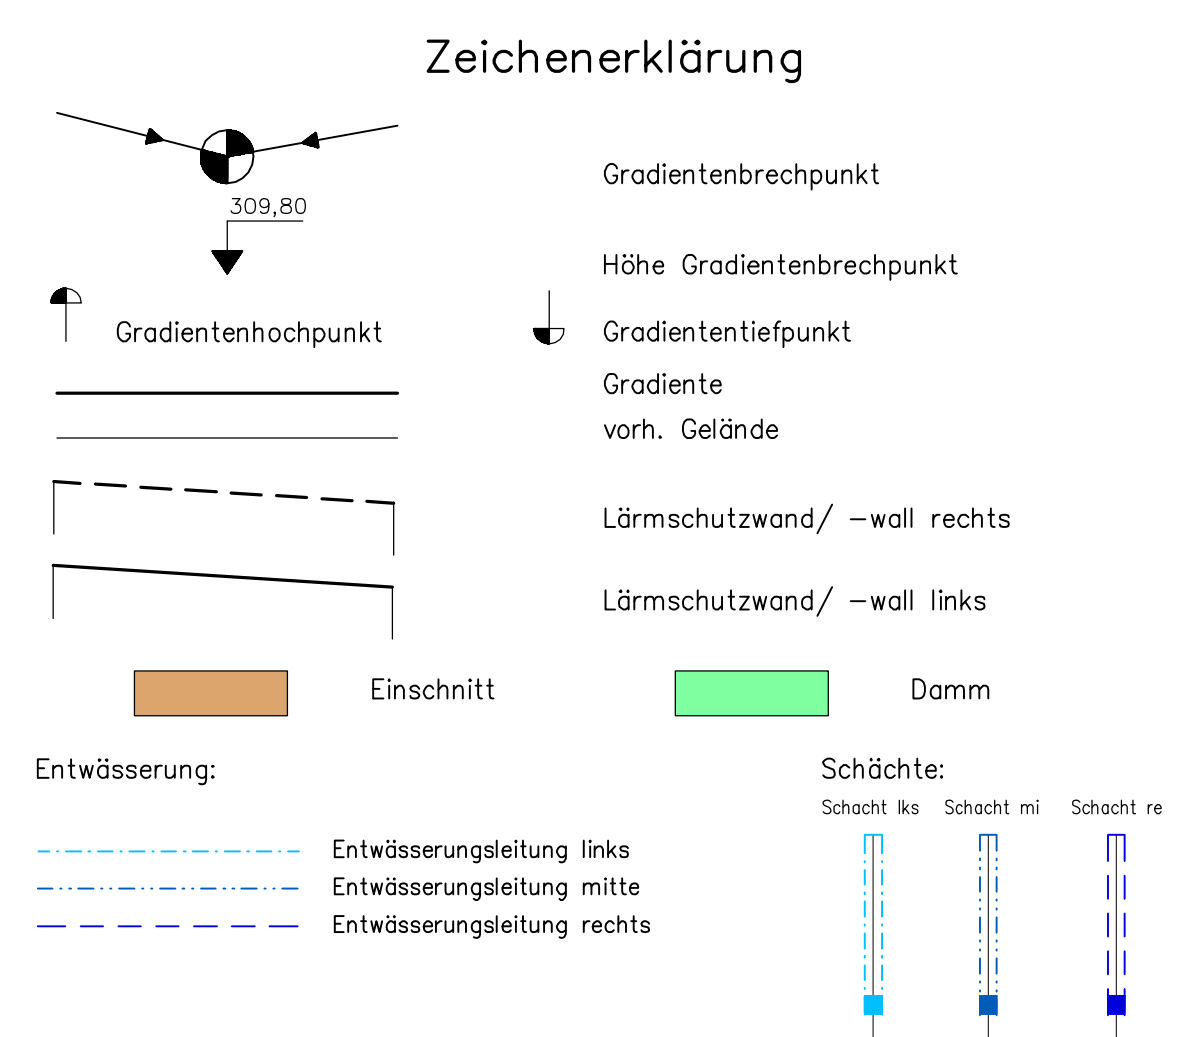 Zeichenerklärung
Gradientenbrechpunkt
309,80
Höhe Gradientenbrechpunkt
Gradientenhochpunkt
Gradiententiefpunkt
Gradiente
vorh. Gelände
Lärmschutzwand/ -wall rechts
Lärmschutzwand/ -wall links
Einschnitt
Damm
Entwässerung:
Schächte:
Schacht lks
Schacht mi
Schacht re
Entwässerungsleitung links
Entwässerungsleitung mitte
Entwässerungsleitung rechts